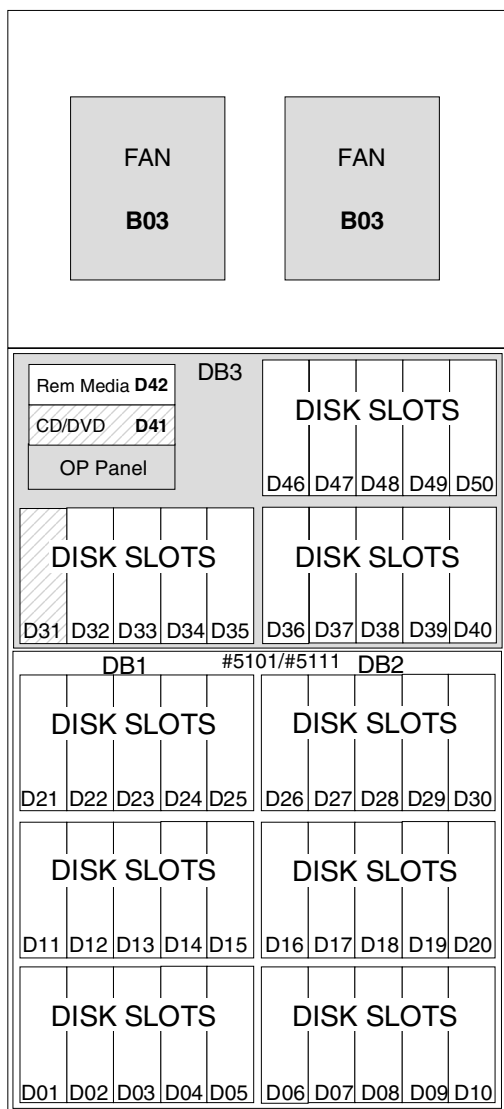 FAN FAN
B03 B03
DB3
Rem Media D42
CD/DVD D41
OP Panel
DISK SLOTS
D46 D47 D48 D49 D50
DISK SLOTS DISK SLOTS
D31 D32 D33 D34 D35 D36 D37 D38 D39 D40
DB1 #5101/#5111 DB2
DISK SLOTS DISK SLOTS
D21 D22 D23 D24 D25 D26 D27 D28 D29 D30
DISK SLOTS DISK SLOTS
D11 D12 D13 D14 D15 D16 D17 D18 D19 D20
DISK SLOTS DISK SLOTS
D01 D02 D03 D04 D05 D06 D07 D08 D09 D10